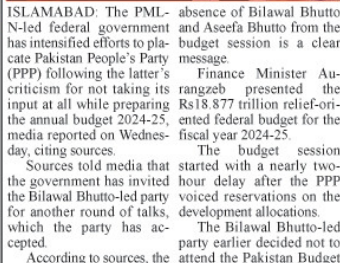 ISLAMABAD: The PML-
N-led federal government
has intensified efforts to pla-
cate Pakistan People's Party
(PPP) following the latter's
criticism for not taking its
input at all while preparing
the annual budget 2024-25,
media reported on Wednes-
day, citing sources.
Sources told media that
the government has invited
the Bilawal Bhutto-led party
for another round of talks,
which the party has ac-
cepted.
According to sources, the
absence of Bilawal Bhutto
and Aseefa Bhutto from the
budget session is a clear
message.
Finance Minister Au-
rangzeb presented the
Rs18.877 trillion relief-ori-
ented federal budget for the
fiscal year 2024-25.
The budget session
started with a nearly two-
hour delay after the PPP
voiced reservations on the
development allocations.
The Bilawal Bhutto-led
party earlier decided not to
attend the Pakistan Budget